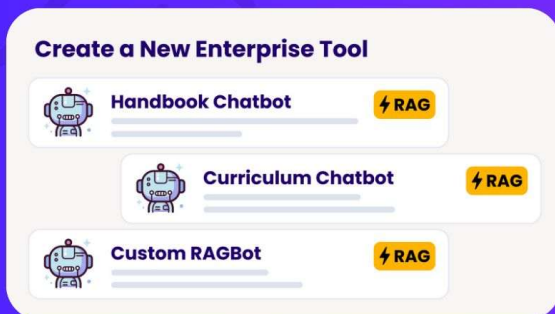 Create a New Enterprise Tool
Handbook Chatbot
RAG
Curriculum Chatbot
RAG
Custom RAGBot
RAG